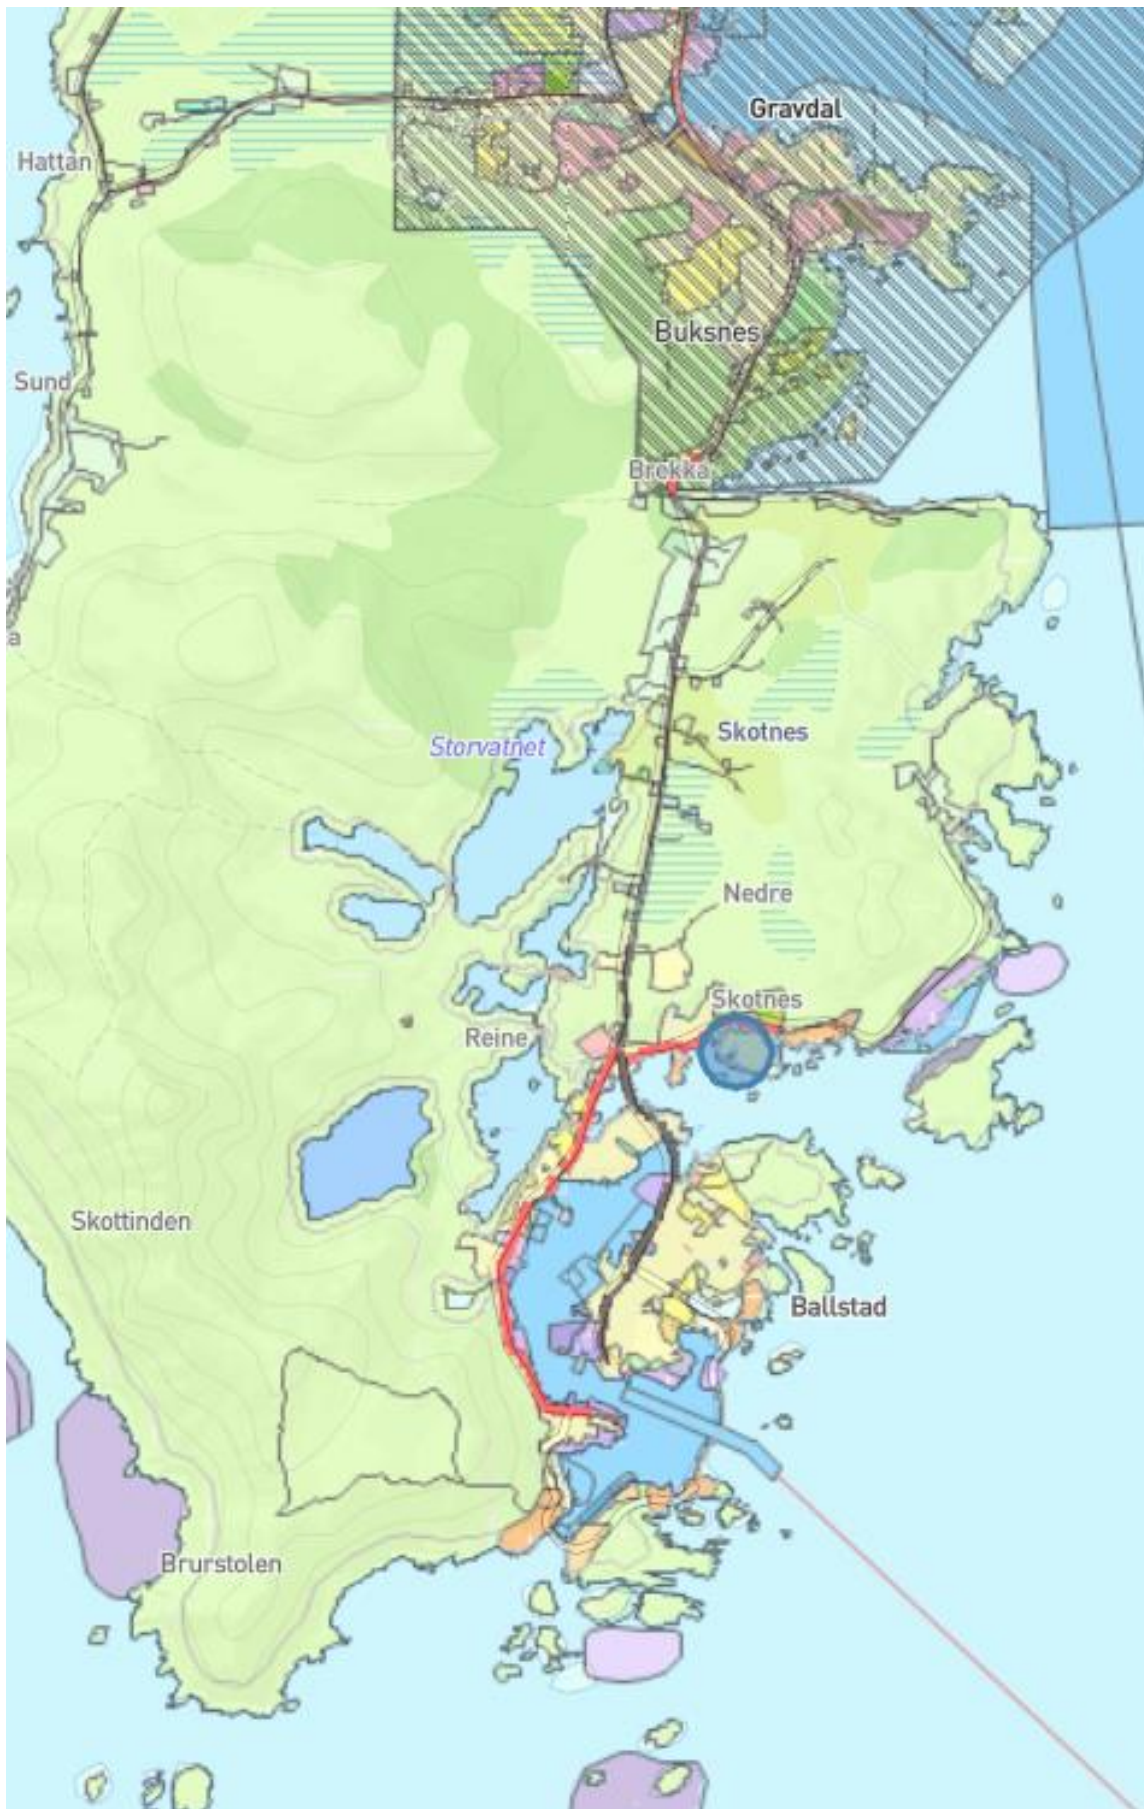 Gravdal
Hattan
Buksnes
Sund
Brekka
a
Skotnes
Storvatnet
Nedre
Skotnes
Reine
Skottinden
Ballstad
Brurstolen